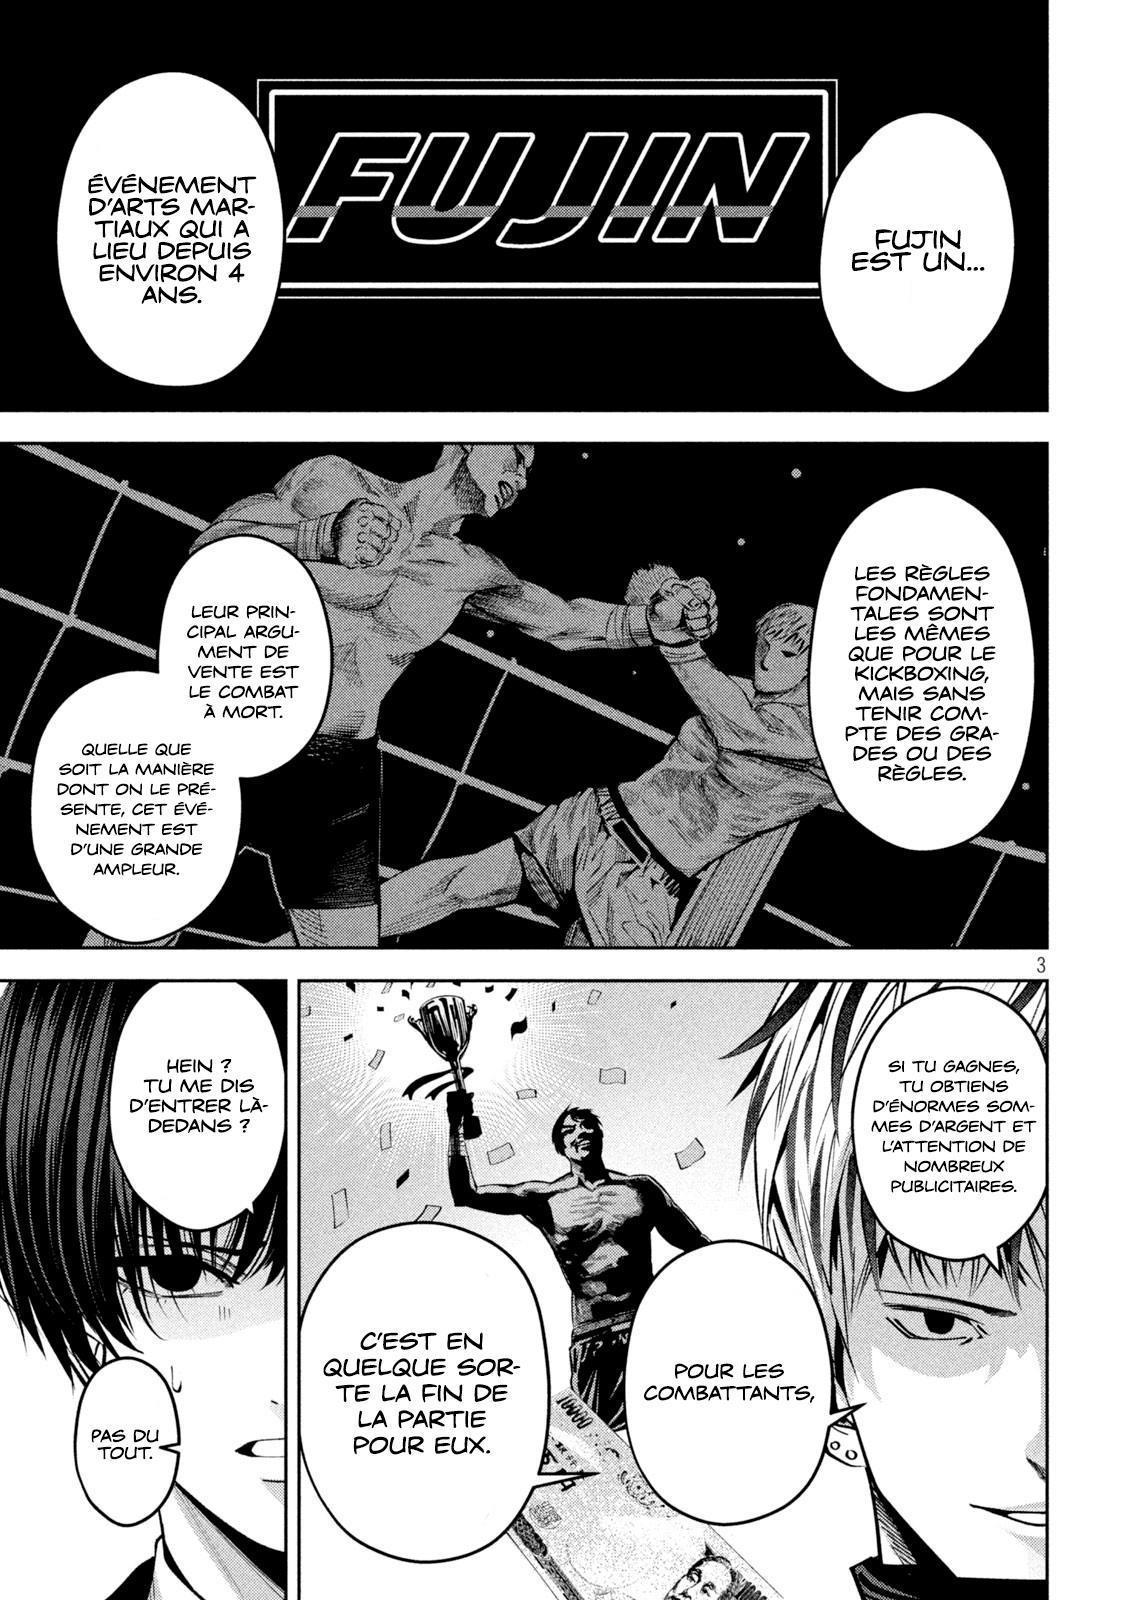 FUJIN
FUJIN
EST UN...
ÉVÉNEMENT
D'ARTS MAR-
TIAUX QUI A
LIEU DEPUIS
ENVIRON 4
ANS.
LES RÈGLES
FONDAMEN-
TALES SONT
LES MÊMES
QUE POUR LE
KICKBOXING,
MAIS SANS
TENIR COM-
PTE DES GRA-
DES OU DES
RÈGLES.
LEUR PRIN-
CIPAL ARGU-
MENT DE
VENTE EST
LE COMBAT
À MORT.
QUELLE QUE
SOIT LA MANIÈRE
DONT ON LE PRÉ-
SENTE, CET ÉVÉ-
NEMENT EST
D'UNE GRANDE
AMPLEUR.
3
SI TU GAGNES,
TU OBTIENS
D'ÉNORMES SOM-
MES D'ARGENT ET
L'ATTENTION DE
NOMBREUX
PUBLICITAIRES.
POUR LES
COMBATTANTS,
C'EST EN
QUELQUE SOR-
TE LA FIN DE
LA PARTIE
POUR EUX.
10000
HEIN ?
TU ME DIS
D'ENTRER LÀ-
DEDANS ?
PAS DU
TOUT.